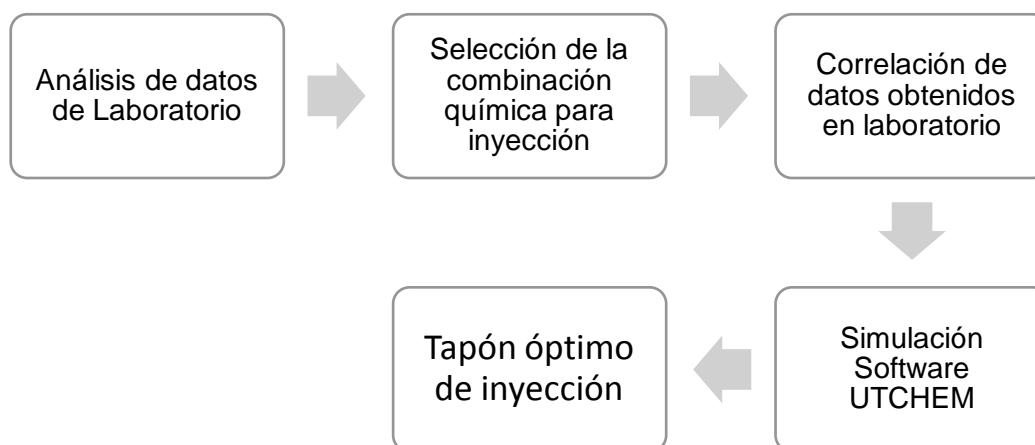 Análisis de datos
de Laboratorio
Selección de la
combinación
química para
inyección
Correlación de
datos obtenidos
en laboratorio
Simulación
Software
UTCHEM
Tapón óptimo
de inyección